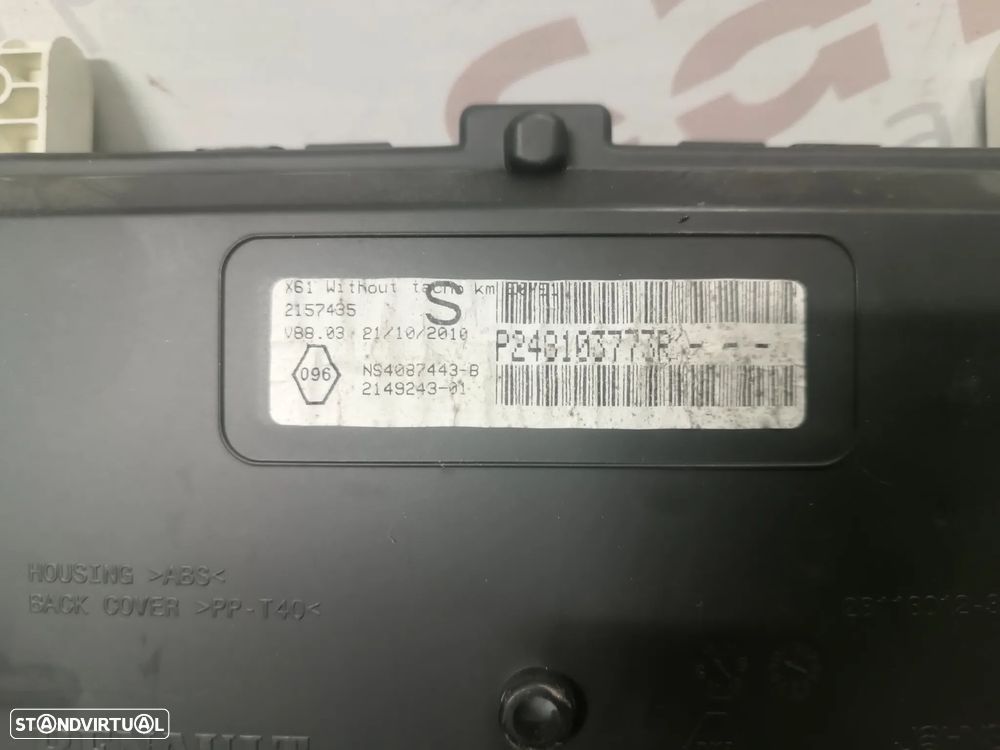 X61 Without tacho km
2157435 S
V88.03 21/10/2010
P248103773R - - -
096
NS4087443-B
2149243-01
HOUSING >ABS<
BACK COVER >PP-T40<
STANDVIRTUAL